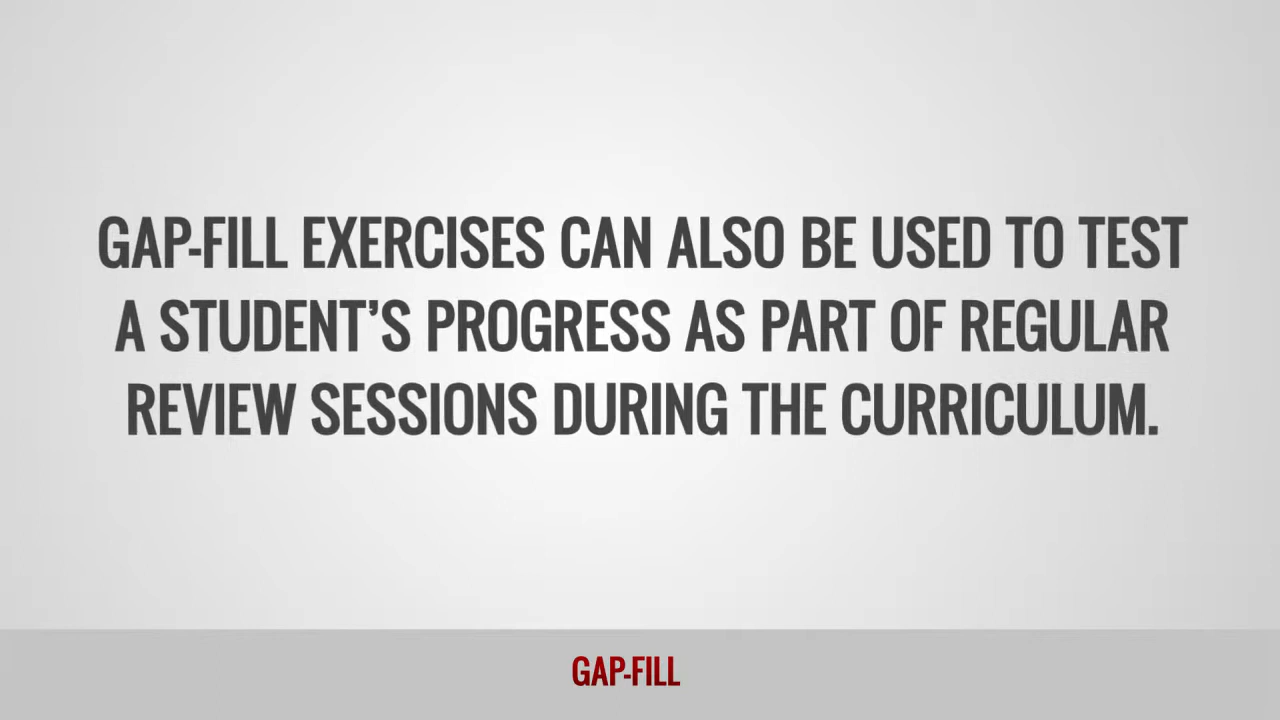 GAP-FILL EXERCISES CAN ALSO BE USED TO TEST
A STUDENT’S PROGRESS AS PART OF REGULAR
REVIEW SESSIONS DURING THE CURRICULUM.
GAP-FILL